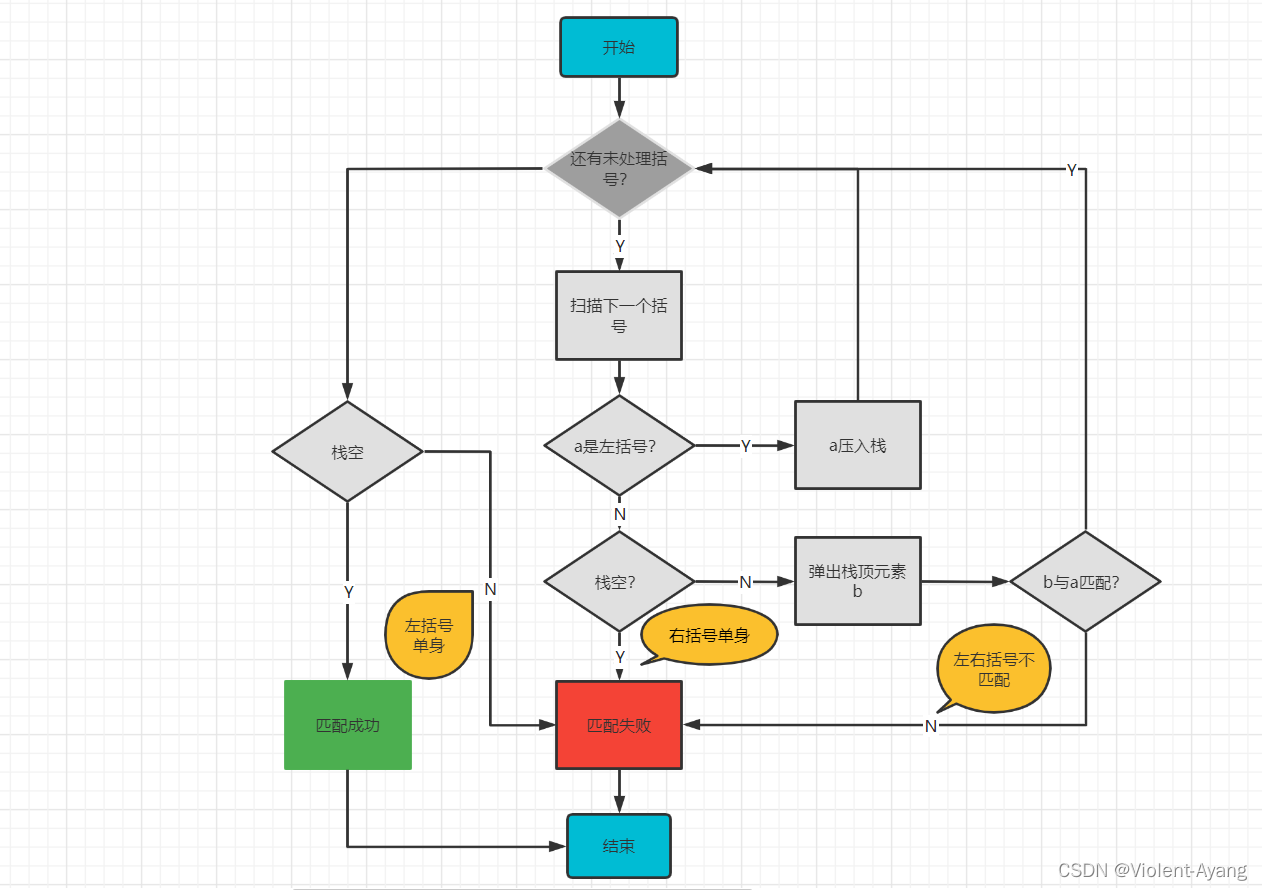 开始
还有未处理括
号?
Y
Y
扫描下一个括
号
a是左括号?
Y
a压入栈
栈空
N
栈空?
N
弹出栈顶元素
b
b与a匹配?
Y
N
左括号
单身
右括号单身
Y
左右括号不
匹配
匹配成功
匹配失败
N
结束
CSDN @Violent-Ayang